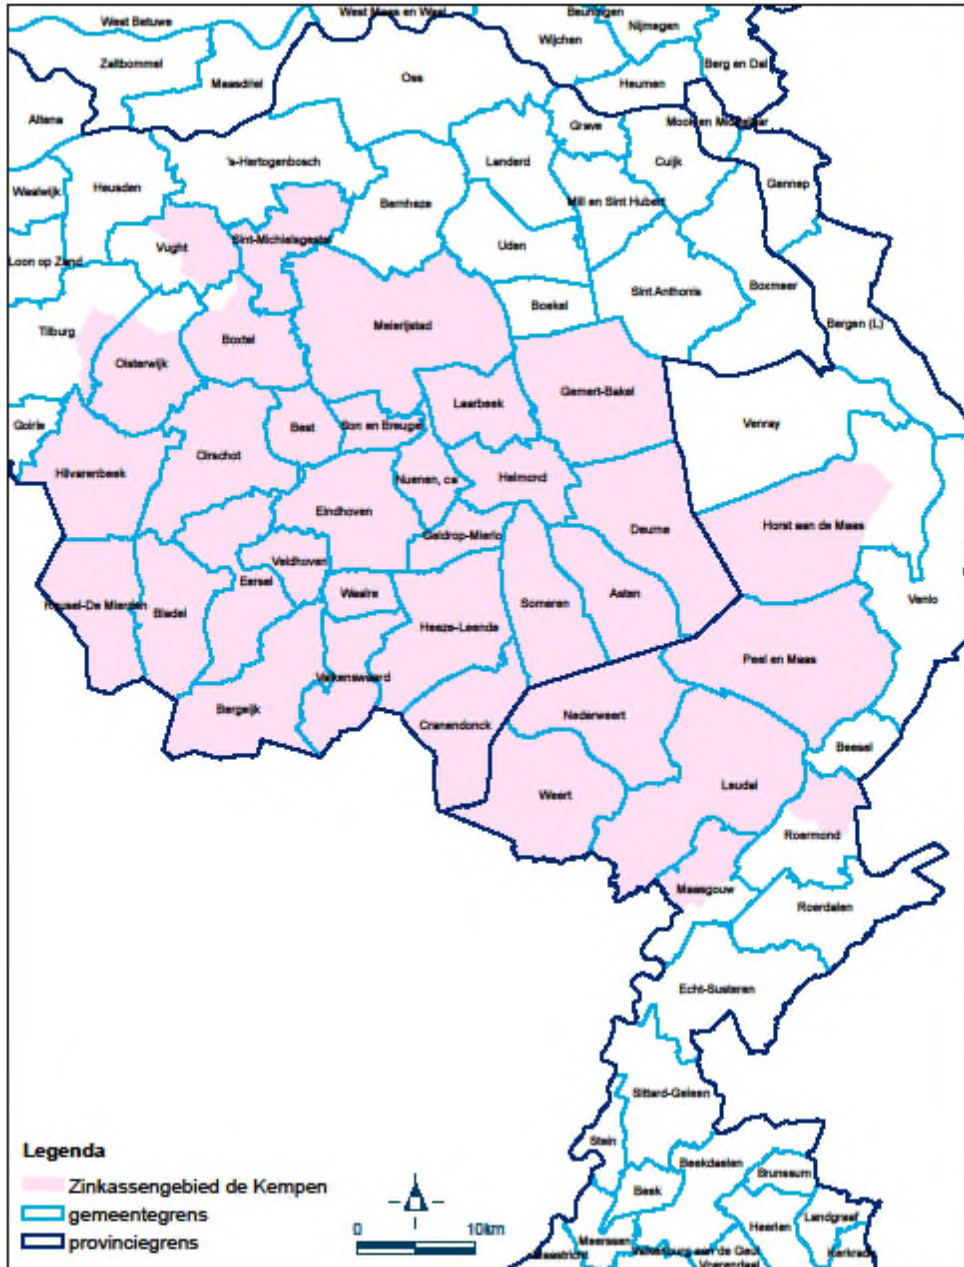 West Maas en Waal
West Betuwe
Beuningen
Nijmegen
Wijchen
Zaltbommel
Berg en Dal
Maasdriel
Oss
Heumen
Altena
Grave
Mook en Middelaar
's-Hertogenbosch
Landerd
Cuijk
Waalwijk
Heusden
Gennep
Bernheze
Mill en Sint Hubert
Vught
Sint-Michielsgestel
Uden
Loon op Zand
Sint Anthonis
Boxmeer
Boekel
Tilburg
Boxtel
Meierijstad
Bergen (L)
Oisterwijk
Gemert-Bakel
Laarbeek
Goirle
Best
Son en Breugel
Venray
Hilvarenbeek
Oirschot
Nuenen, ca
Helmond
Eindhoven
Horst aan de Maas
Geldrop-Mierlo
Deurne
Veldhoven
Eersel
Waalre
Asten
Venlo
Reusel-De Mierden
Bladel
Someren
Heeze-Leende
Peel en Maas
Valkenswaard
Bergeijk
Nederweert
Cranendonck
Beesel
Leudal
Weert
Roermond
Maasgouw
Roerdalen
Echt-Susteren
Sittard-Geleen
Stein
Beekdaelen
Brunssum
Beek
Landgraaf
Heerlen
Meerssen
Maastricht
Valkenburg aan de Geul
Kerkrade
Voerendaal
Legenda
Zinkassengebied de Kempen
gemeentegrens
provinciegrens
0 10km